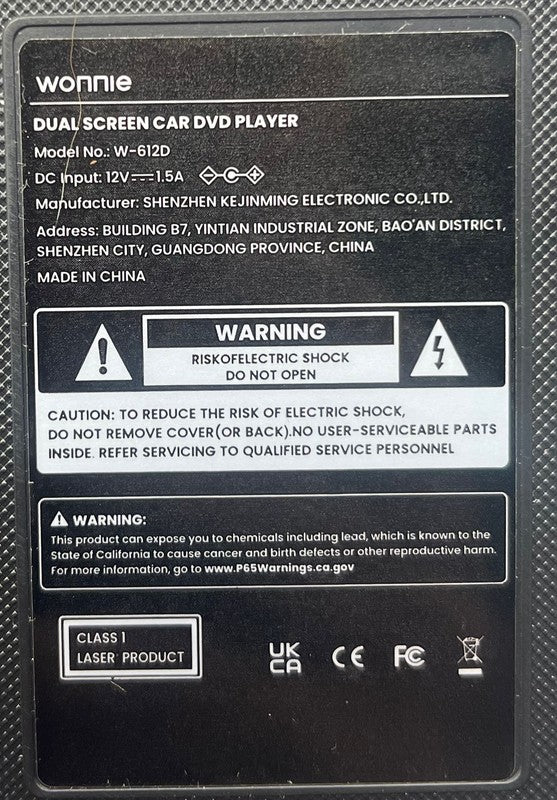 wonnie
DUAL SCREEN CAR DVD PLAYER
Model No.: W-612D
DC Input: 12V⎓1.5A
Manufacturer: SHENZHEN KEJINMING ELECTRONIC CO.,LTD.
Address: BUILDING B7, YINTIAN INDUSTRIAL ZONE, BAO'AN DISTRICT,
SHENZHEN CITY, GUANGDONG PROVINCE, CHINA
MADE IN CHINA
WARNING
RISKOFELECTRIC SHOCK
DO NOT OPEN
CAUTION: TO REDUCE THE RISK OF ELECTRIC SHOCK,
DO NOT REMOVE COVER(OR BACK).NO USER-SERVICEABLE PARTS
INSIDE. REFER SERVICING TO QUALIFIED SERVICE PERSONNEL
WARNING:
This product can expose you to chemicals including lead, which is known to the
State of California to cause cancer and birth defects or other reproductive harm.
For more information, go to www.P65Warnings.ca.gov
CLASS 1
LASER PRODUCT
UK
CA
CE
FC